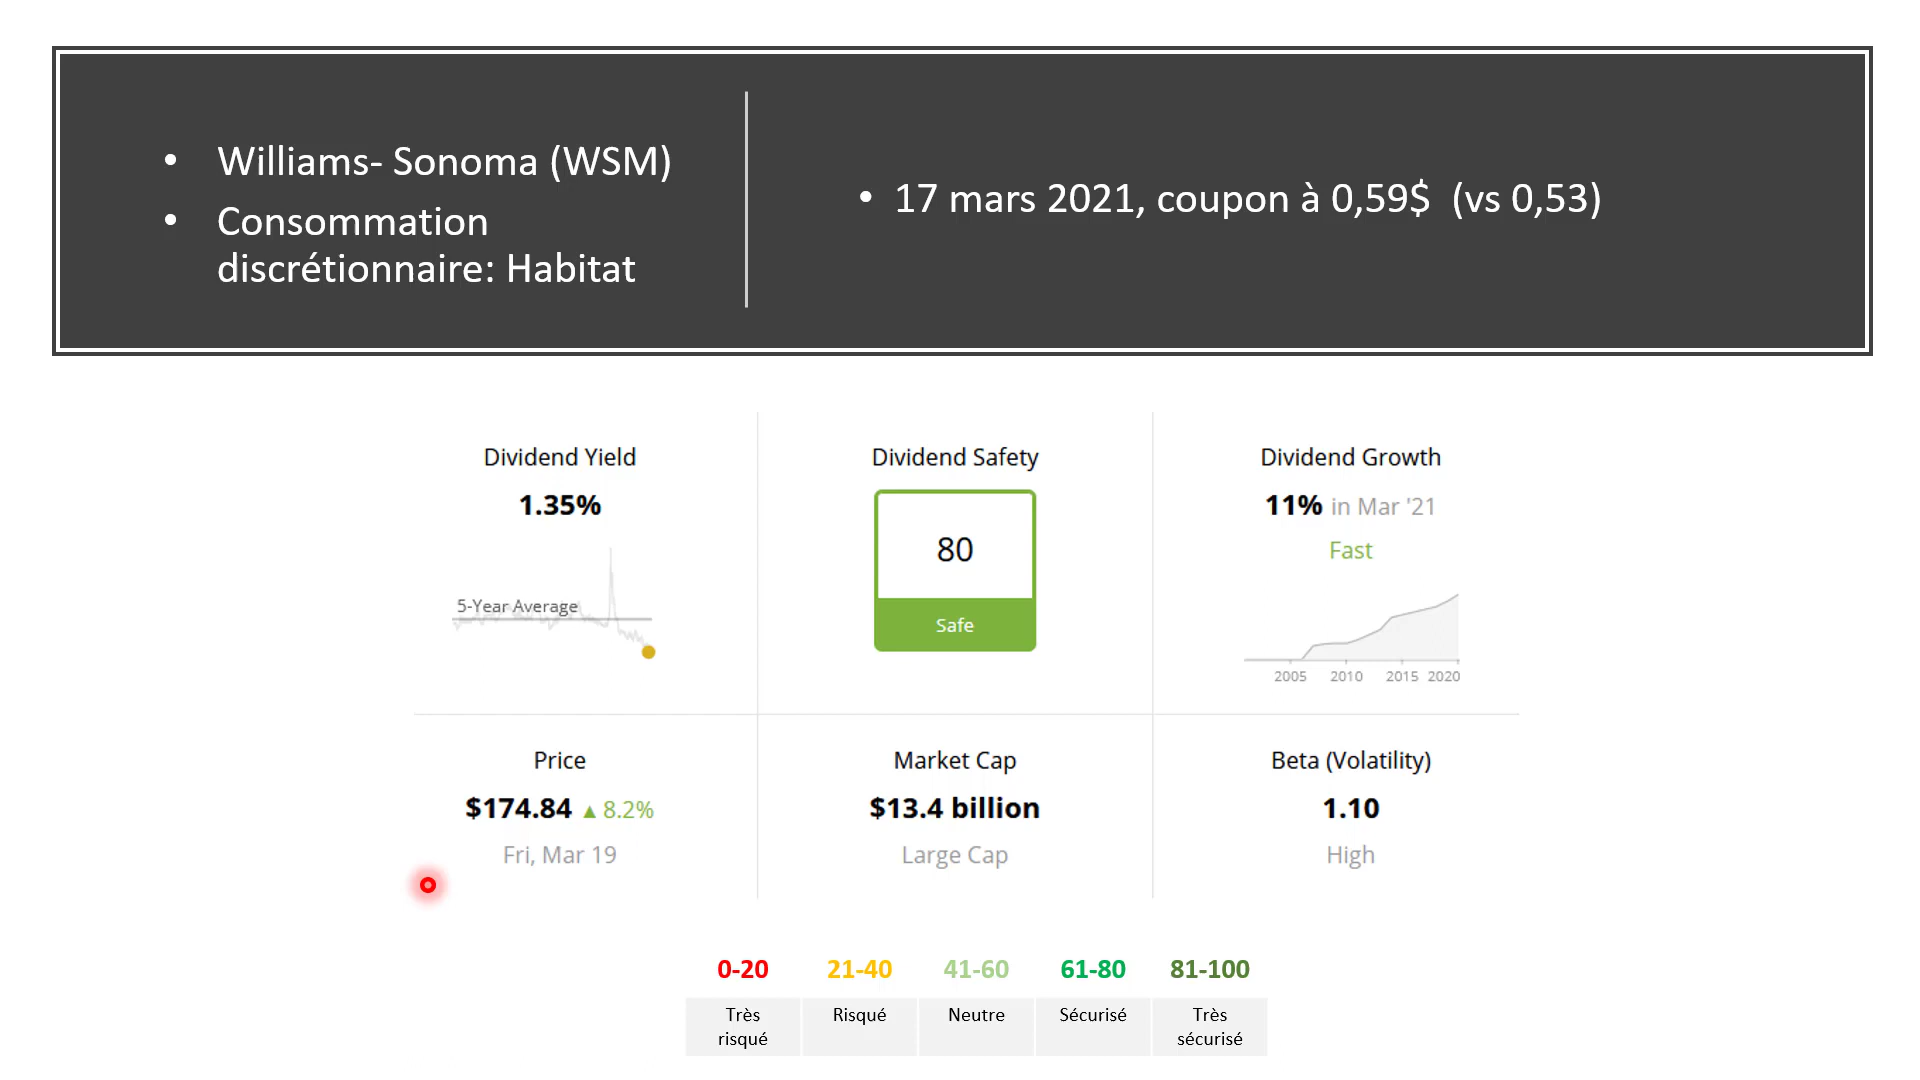 • Williams- Sonoma (WSM)
• Consommation
discrétionnaire: Habitat
• 17 mars 2021, coupon à 0,59$ (vs 0,53)
Dividend Yield
1.35%
5-Year Average
Dividend Safety
80
Safe
Dividend Growth
11% in Mar '21
Fast
2005 2010 2015 2020
Price
$174.84 ▲ 8.2%
Fri, Mar 19
Market Cap
$13.4 billion
Large Cap
Beta (Volatility)
1.10
High
0-20 21-40 41-60 61-80 81-100
Très Risqué Neutre Sécurisé Très
risqué sécurisé